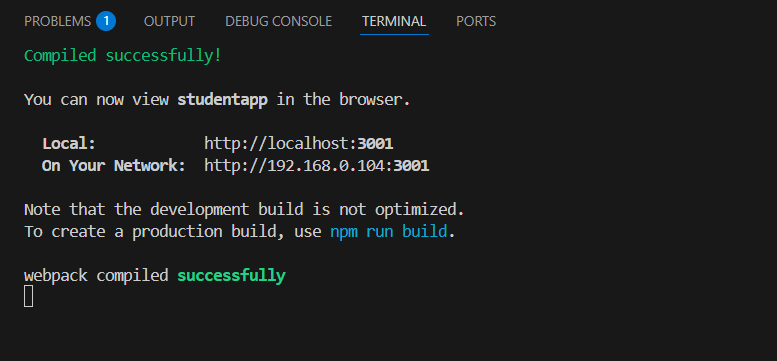 PROBLEMS 1 OUTPUT DEBUG CONSOLE TERMINAL PORTS
Compiled successfully!
You can now view studentapp in the browser.
Local: http://localhost:3001
On Your Network: http://192.168.0.104:3001
Note that the development build is not optimized.
To create a production build, use npm run build.
webpack compiled successfully